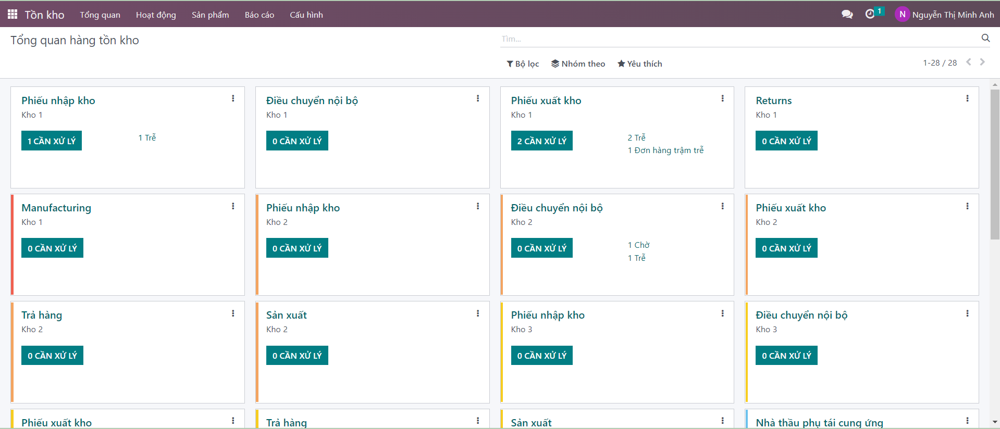 Tồn kho Tổng quan Hoạt động Sản phẩm Báo cáo Cấu hình 1 N Nguyễn Thị Minh Anh
Tổng quan hàng tồn kho
Tìm...
Bộ lọc Nhóm theo Yêu thích 1-28 / 28
Phiếu nhập kho
Kho 1
1 CẦN XỬ LÝ
1 Trễ
Điều chuyển nội bộ
Kho 1
0 CẦN XỬ LÝ
Phiếu xuất kho
Kho 1
2 CẦN XỬ LÝ
2 Trễ
1 Đơn hàng trậm trễ
Returns
Kho 1
0 CẦN XỬ LÝ
Manufacturing
Kho 1
0 CẦN XỬ LÝ
Phiếu nhập kho
Kho 2
0 CẦN XỬ LÝ
Điều chuyển nội bộ
Kho 2
0 CẦN XỬ LÝ
1 Chờ
1 Trễ
Phiếu xuất kho
Kho 2
0 CẦN XỬ LÝ
Trả hàng
Kho 2
0 CẦN XỬ LÝ
Sản xuất
Kho 2
0 CẦN XỬ LÝ
Phiếu nhập kho
Kho 3
0 CẦN XỬ LÝ
Điều chuyển nội bộ
Kho 3
0 CẦN XỬ LÝ
Phiếu xuất kho
Trả hàng
Sản xuất
Nhà thầu phụ tái cung ứng